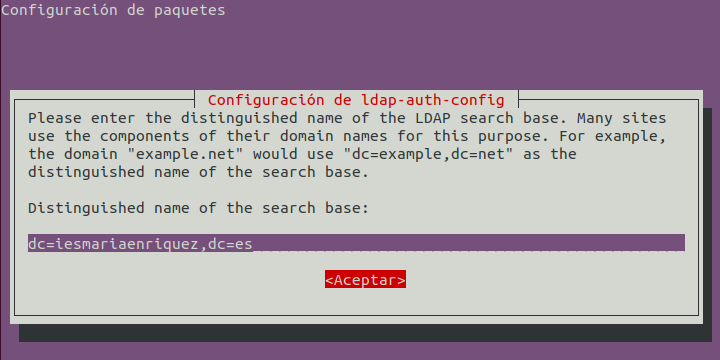 Configuración de paquetes
Configuración de ldap-auth-config
Please enter the distinguished name of the LDAP search base. Many sites
use the components of their domain names for this purpose. For example,
the domain "example.net" would use "dc=example,dc=net" as the
distinguished name of the search base.
Distinguished name of the search base:
dc=iesmariaenriquez,dc=es
<Aceptar>